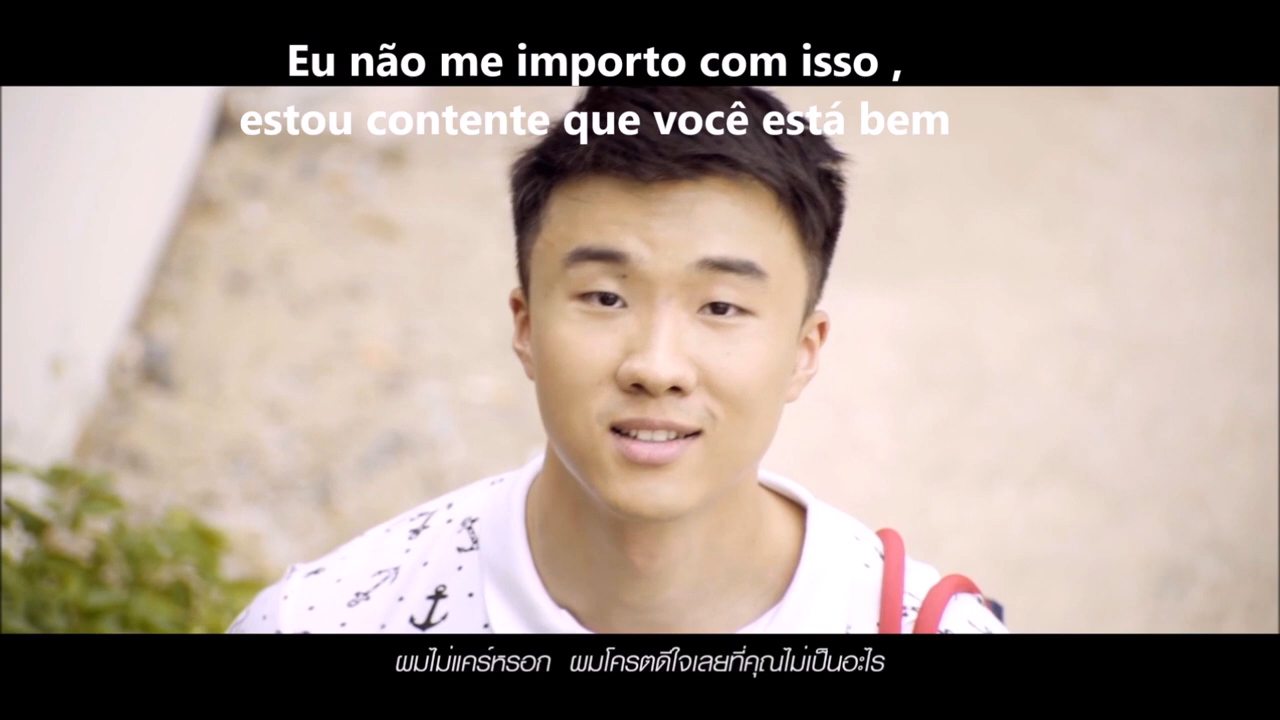 Eu não me importo com isso ,
estou contente que você está bem
ผมไม่แคร์หรอก ผมโครตดีใจเลยที่คุณไม่เป็นอะไร